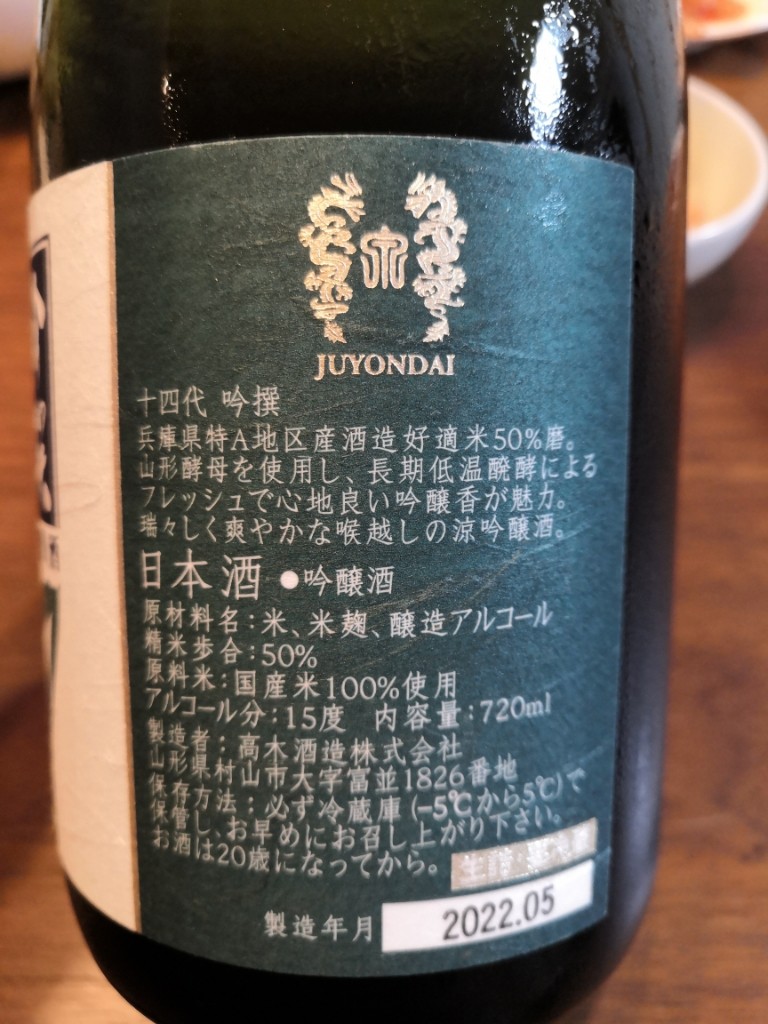 JUYONDAI
十四代 吟撰
兵庫県特A地区産酒造好適米50%磨。
山形酵母を使用し、長期低温醗酵による
フレッシュで心地良い吟醸香が魅力。
瑞々しく爽やかな喉越しの涼吟醸酒。
日本酒 ●吟醸酒
原材料名：米、米麹、醸造アルコール
精米歩合：50%
原料米：国産米100%使用
アルコール分：15度 内容量：720ml
製造者：高木酒造株式会社
山形県村山市大字富並1826番地
保存方法：必ず冷蔵庫(-5℃から5℃)で
保管し、お早めにお召し上がり下さい。
お酒は20歳になってから。
生詰
製造年月 2022.05